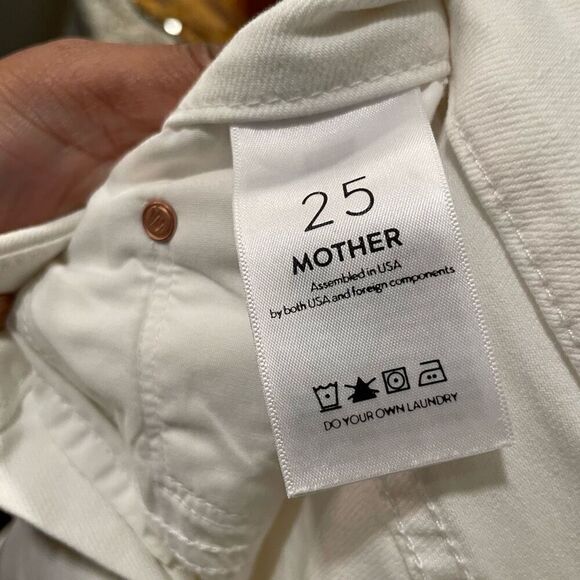 25
MOTHER
Assembled in USA
by both USA and foreign components
DO YOUR OWN LAUNDRY